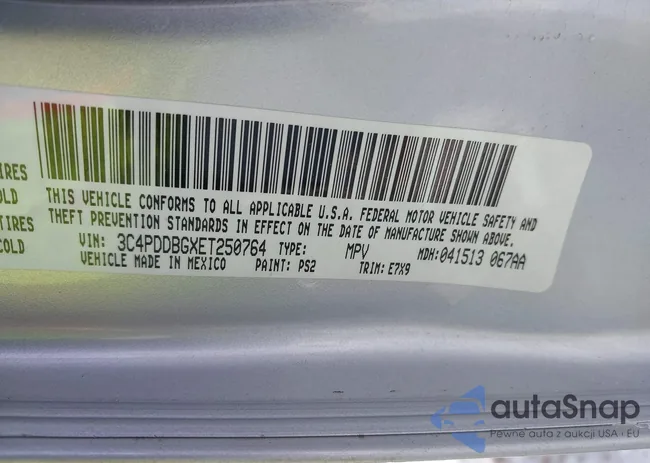 IRES
OLD
TIRES
COLD
THIS VEHICLE CONFORMS TO ALL APPLICABLE U.S.A. FEDERAL MOTOR VEHICLE SAFETY AND
THEFT PREVENTION STANDARDS IN EFFECT ON THE DATE OF MANUFACTURE SHOWN ABOVE.
VIN: 3C4PDDBGXET250764 TYPE: MPV MDH:041513 067AA
VEHICLE MADE IN MEXICO PAINT: PS2 TRIM: E7X9
autaSnap
Pewne auta z aukcji USA i EU